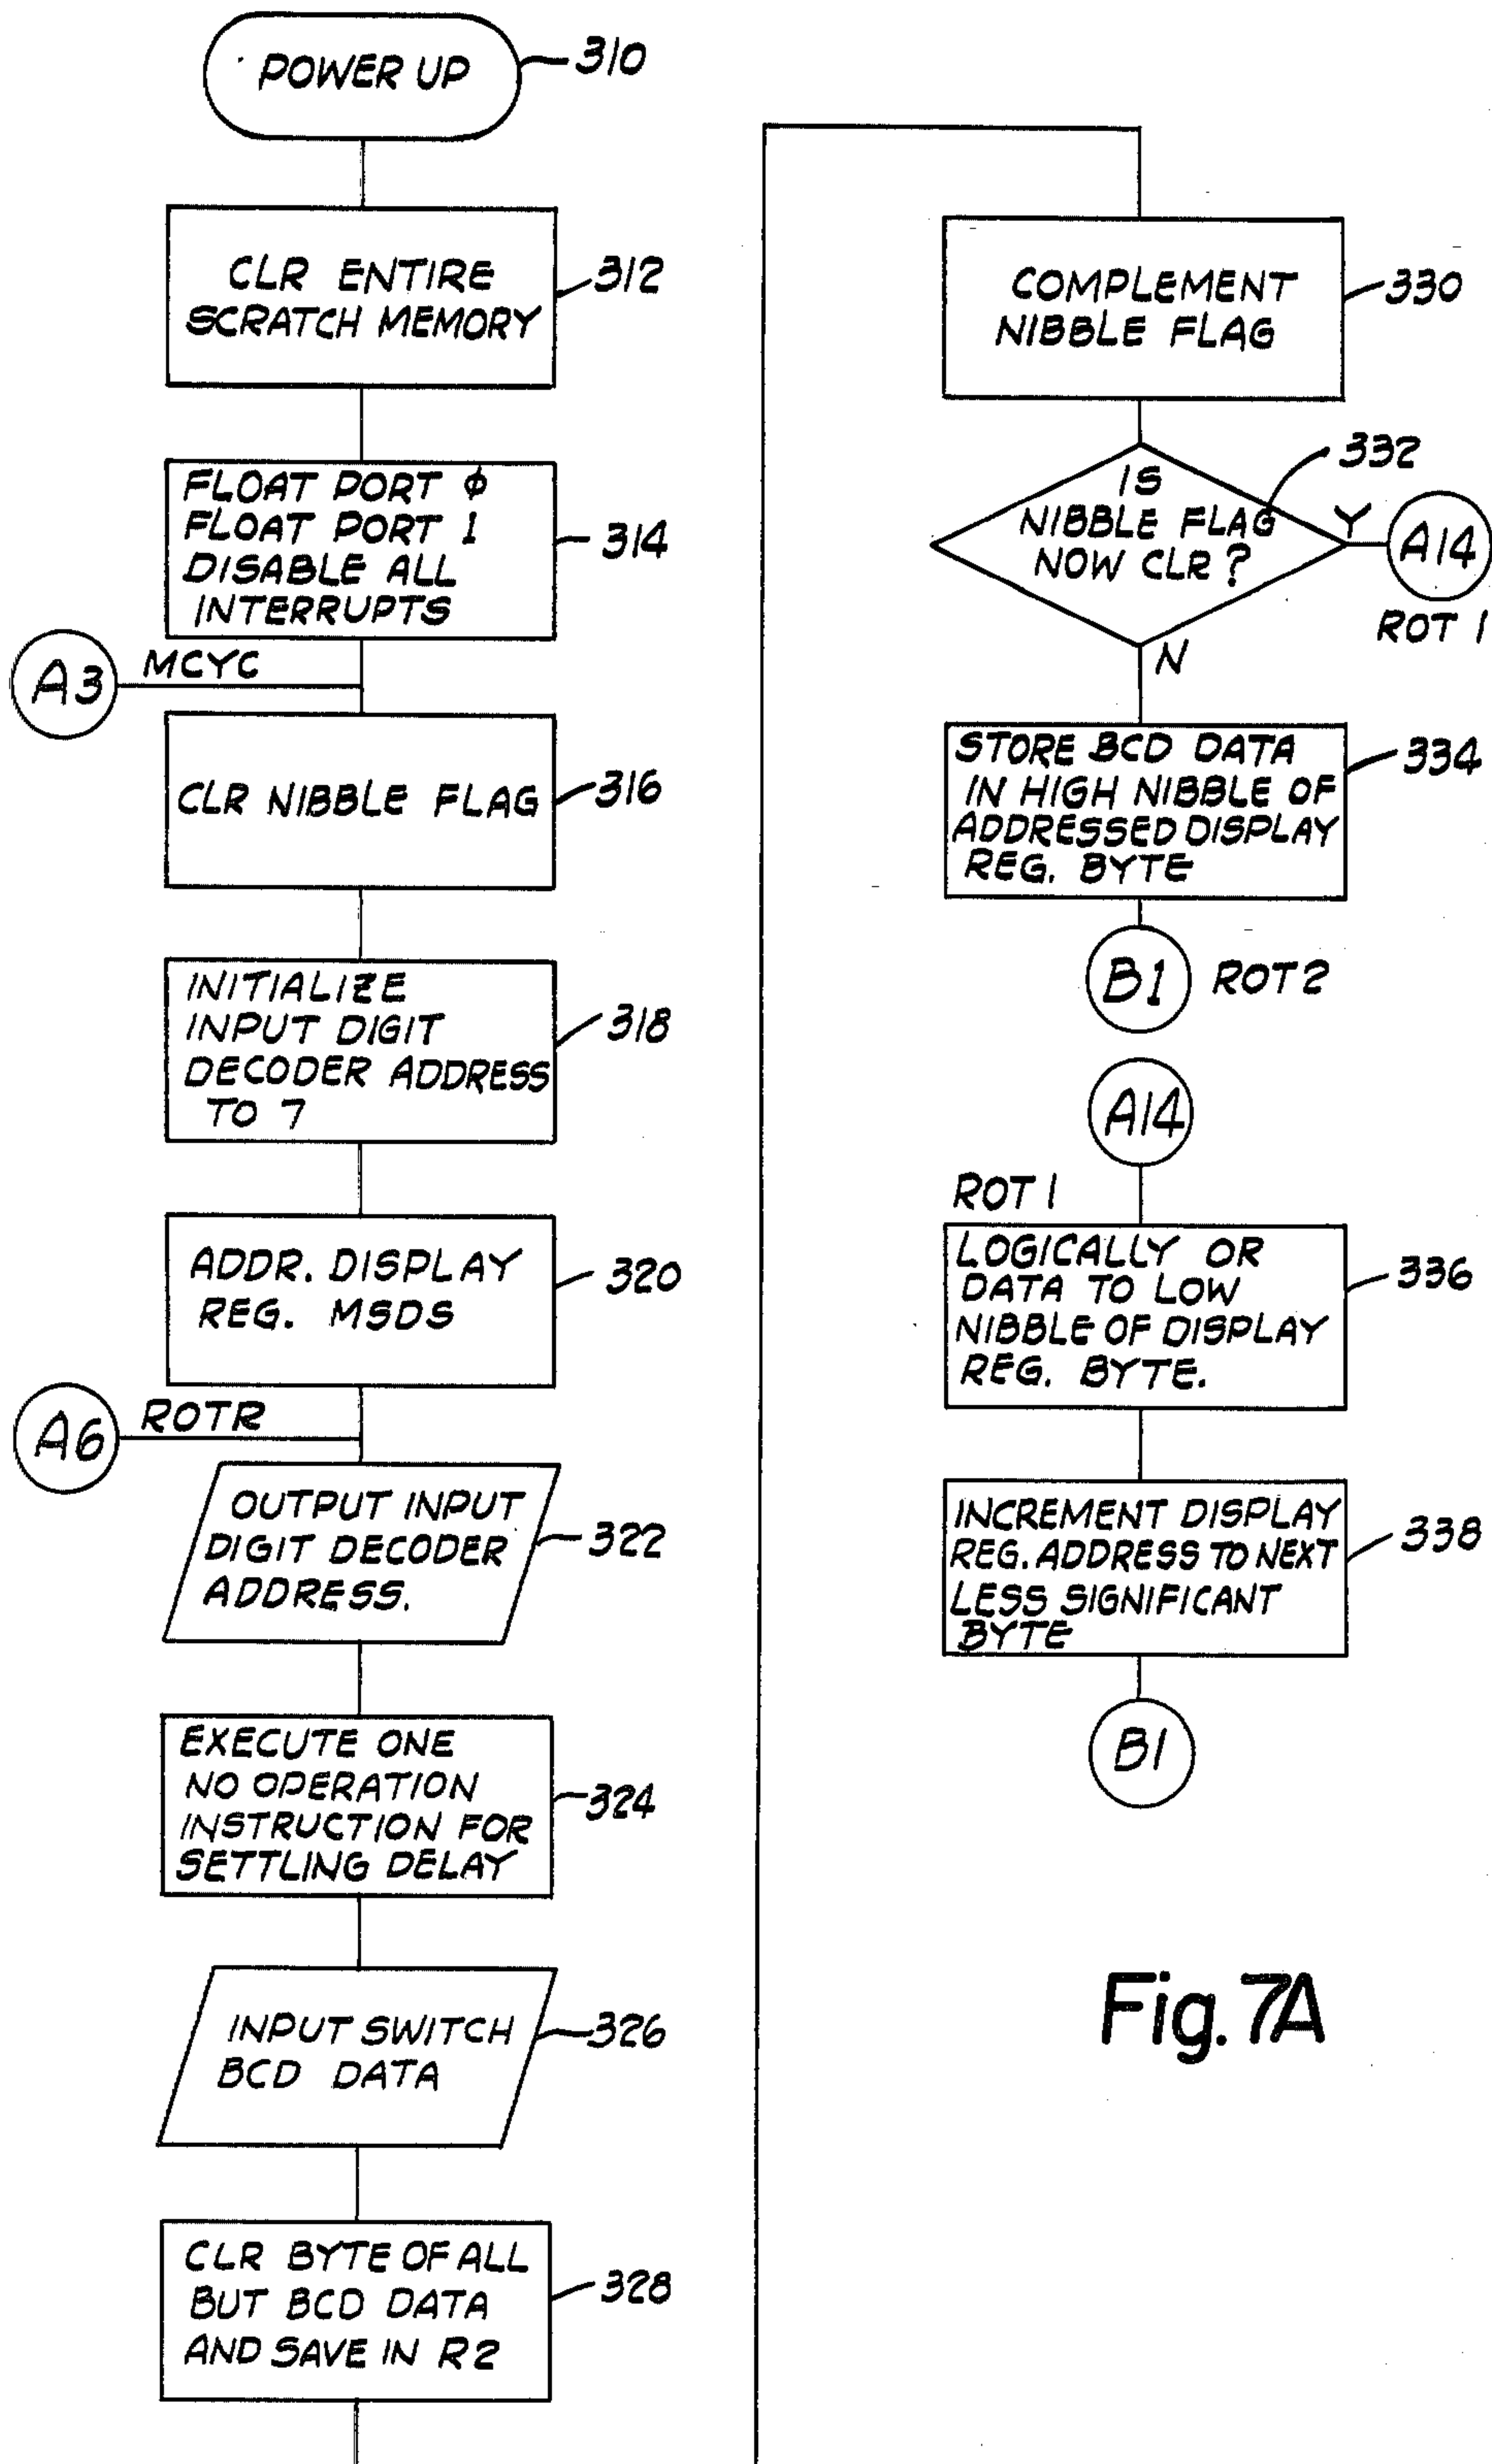 POWER UP
310
CLR ENTIRE
SCRATCH MEMORY
312
FLOAT PORT ϕ
FLOAT PORT 1
DISABLE ALL
INTERRUPTS
314
A3
MCYC
CLR NIBBLE FLAG
316
INITIALIZE
INPUT DIGIT
DECODER ADDRESS
TO 7
318
ADDR. DISPLAY
REG. MSDS
320
A6
ROTR
OUTPUT INPUT
DIGIT DECODER
ADDRESS.
322
EXECUTE ONE
NO OPERATION
INSTRUCTION FOR
SETTLING DELAY
324
INPUT SWITCH
BCD DATA
326
CLR BYTE OF ALL
BUT BCD DATA
AND SAVE IN R2
328
COMPLEMENT
NIBBLE FLAG
330
IS
NIBBLE FLAG
NOW CLR?
332
Y
A14
ROT 1
N
STORE BCD DATA
IN HIGH NIBBLE OF
ADDRESSED DISPLAY
REG. BYTE
334
B1
ROT2
A14
ROT 1
LOGICALLY OR
DATA TO LOW
NIBBLE OF DISPLAY
REG. BYTE.
336
INCREMENT DISPLAY
REG. ADDRESS TO NEXT
LESS SIGNIFICANT
BYTE
338
B1
Fig. 7A